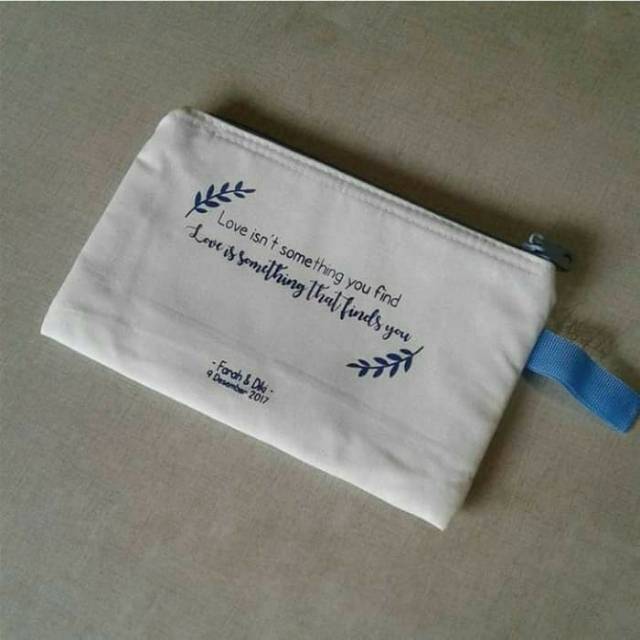 Love isn't something you find
Love is something that finds you
- Farah & Diki -
9 Desember 2017